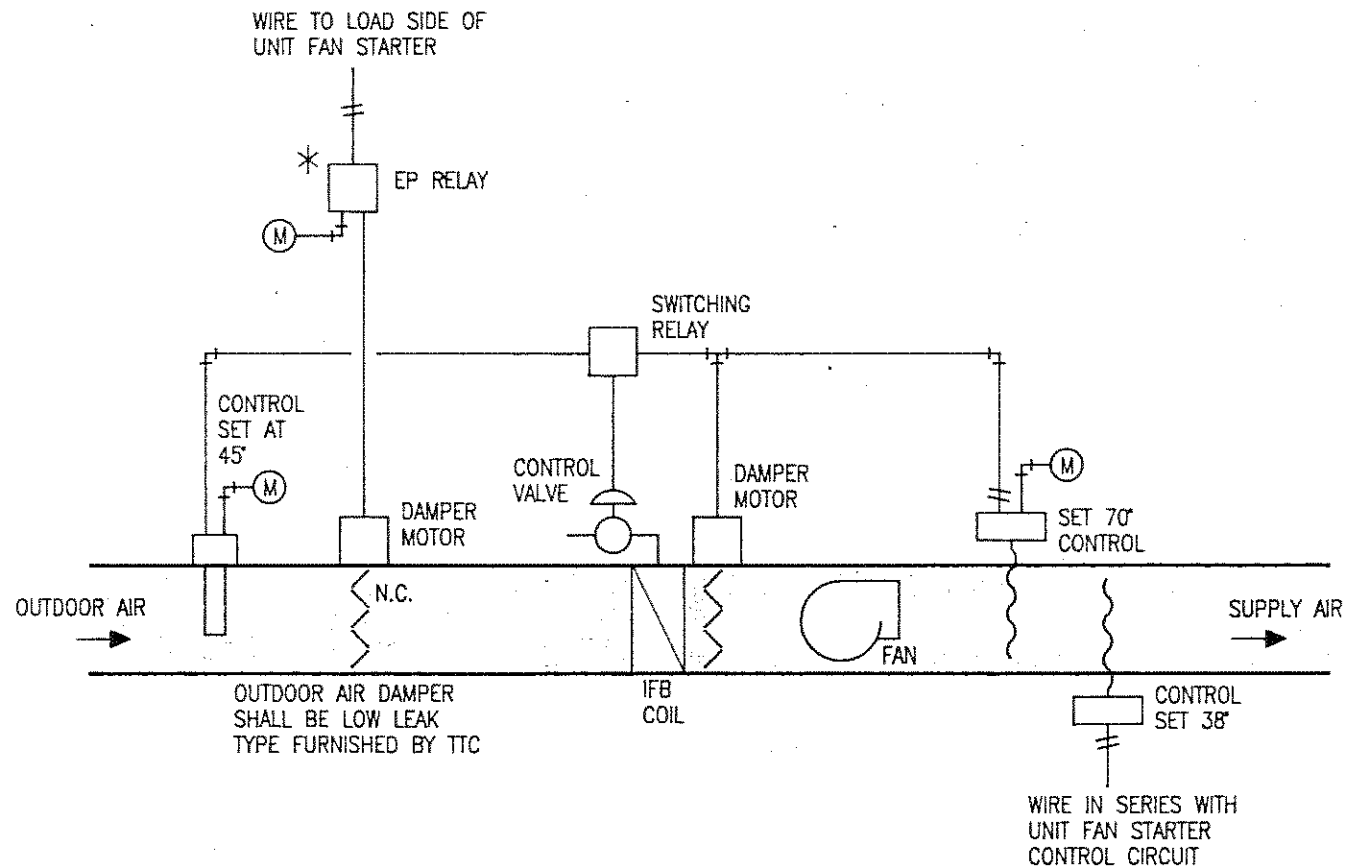 WIRE TO LOAD SIDE OF
UNIT FAN STARTER
EP RELAY
M
SWITCHING
RELAY
CONTROL
SET AT
45°
M
DAMPER
MOTOR
CONTROL
VALVE
DAMPER
MOTOR
M
SET 70°
CONTROL
OUTDOOR AIR
N.C.
FAN
SUPPLY AIR
OUTDOOR AIR DAMPER
SHALL BE LOW LEAK
TYPE FURNISHED BY TTC
IFB
COIL
CONTROL
SET 38°
WIRE IN SERIES WITH
UNIT FAN STARTER
CONTROL CIRCUIT